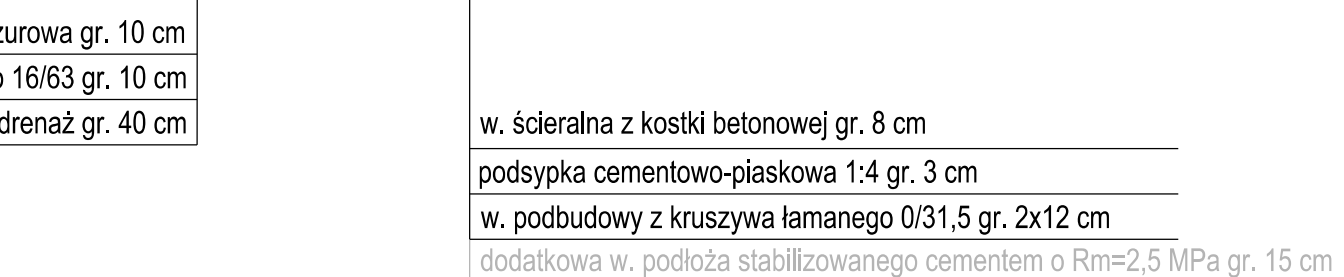 gr. 10 cm
16/63 gr. 10 cm
drenaż gr. 40 cm
w. ścieralna z kostki betonowej gr. 8 cm
podsypka cementowo-piaskowa 1:4 gr. 3 cm
w. podbudowy z kruszywa łamanego 0/31,5 gr. 2x12 cm
dodatkowa w. podłoża stabilizowanego cementem o Rm=2,5 MPa gr. 15 cm